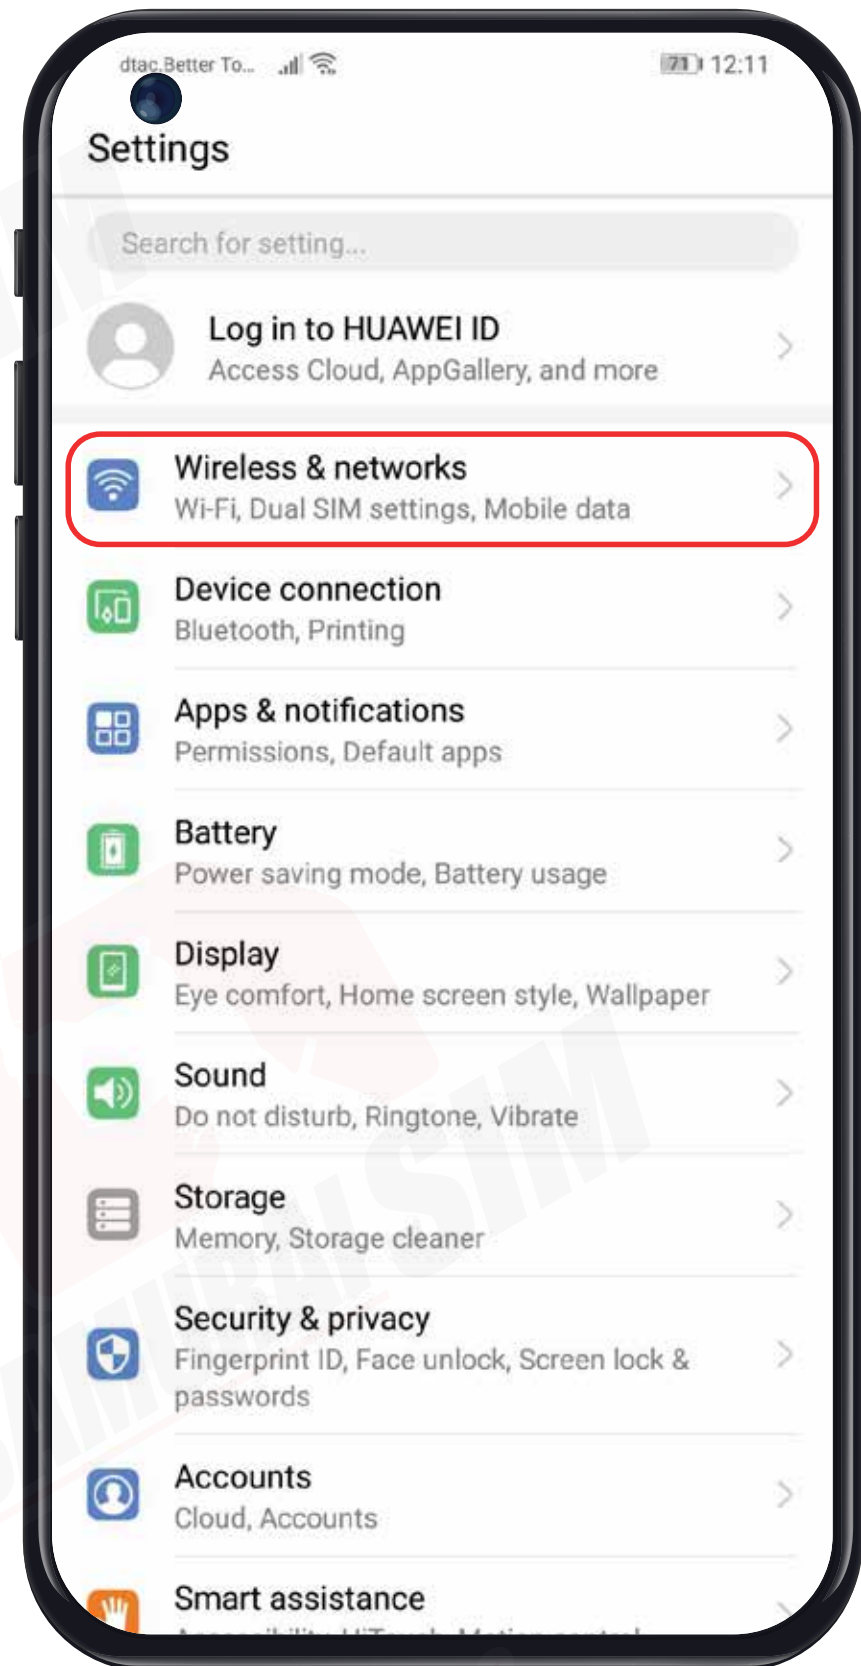 dtac.Better To... 71 12:11
Settings
Search for setting...
Log in to HUAWEI ID
Access Cloud, AppGallery, and more
Wireless & networks
Wi-Fi, Dual SIM settings, Mobile data
Device connection
Bluetooth, Printing
Apps & notifications
Permissions, Default apps
Battery
Power saving mode, Battery usage
Display
Eye comfort, Home screen style, Wallpaper
Sound
Do not disturb, Ringtone, Vibrate
Storage
Memory, Storage cleaner
Security & privacy
Fingerprint ID, Face unlock, Screen lock &
passwords
Accounts
Cloud, Accounts
Smart assistance
SAMURAI SIM